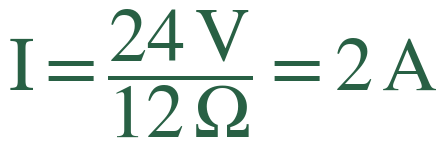 I = 24 V / 12 Ω = 2 A